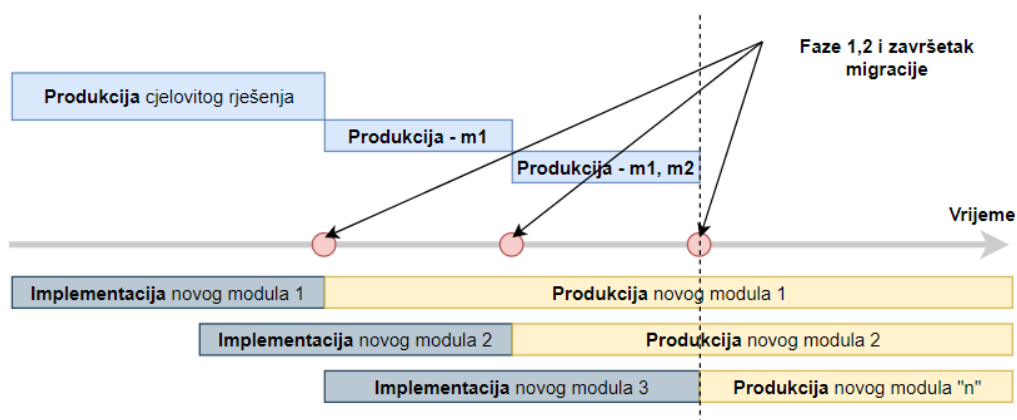 Faze 1,2 i završetak
migracije
Produkcija cjelovitog rješenja
Produkcija - m1
Produkcija - m1, m2
Vrijeme
Implementacija novog modula 1
Produkcija novog modula 1
Implementacija novog modula 2
Produkcija novog modula 2
Implementacija novog modula 3
Produkcija novog modula "n"